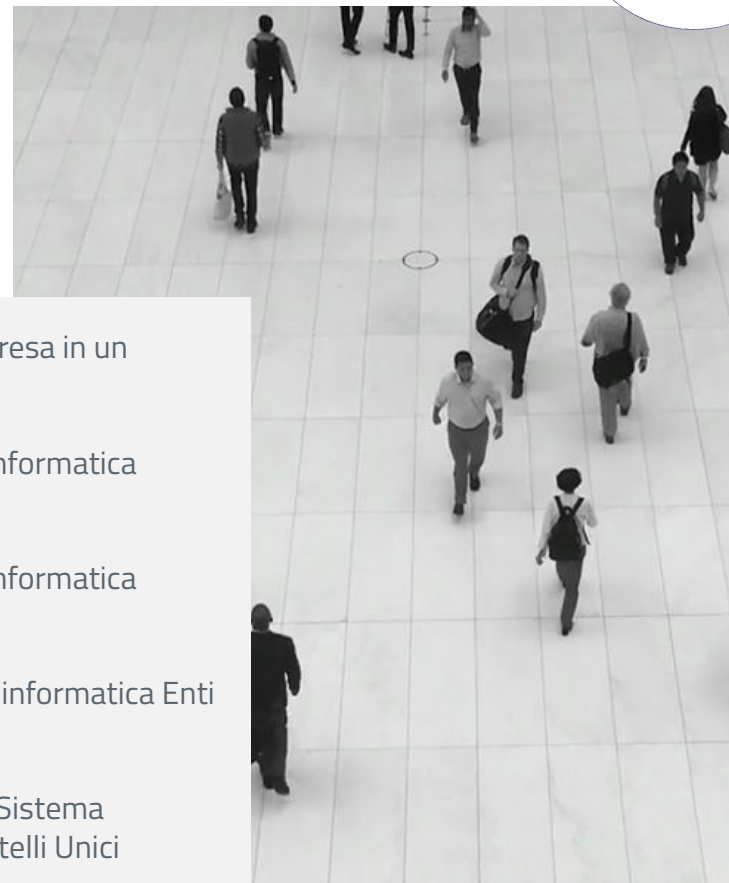 resa in un
nformatica
nformatica
informatica Enti
Sistema
telli Unici